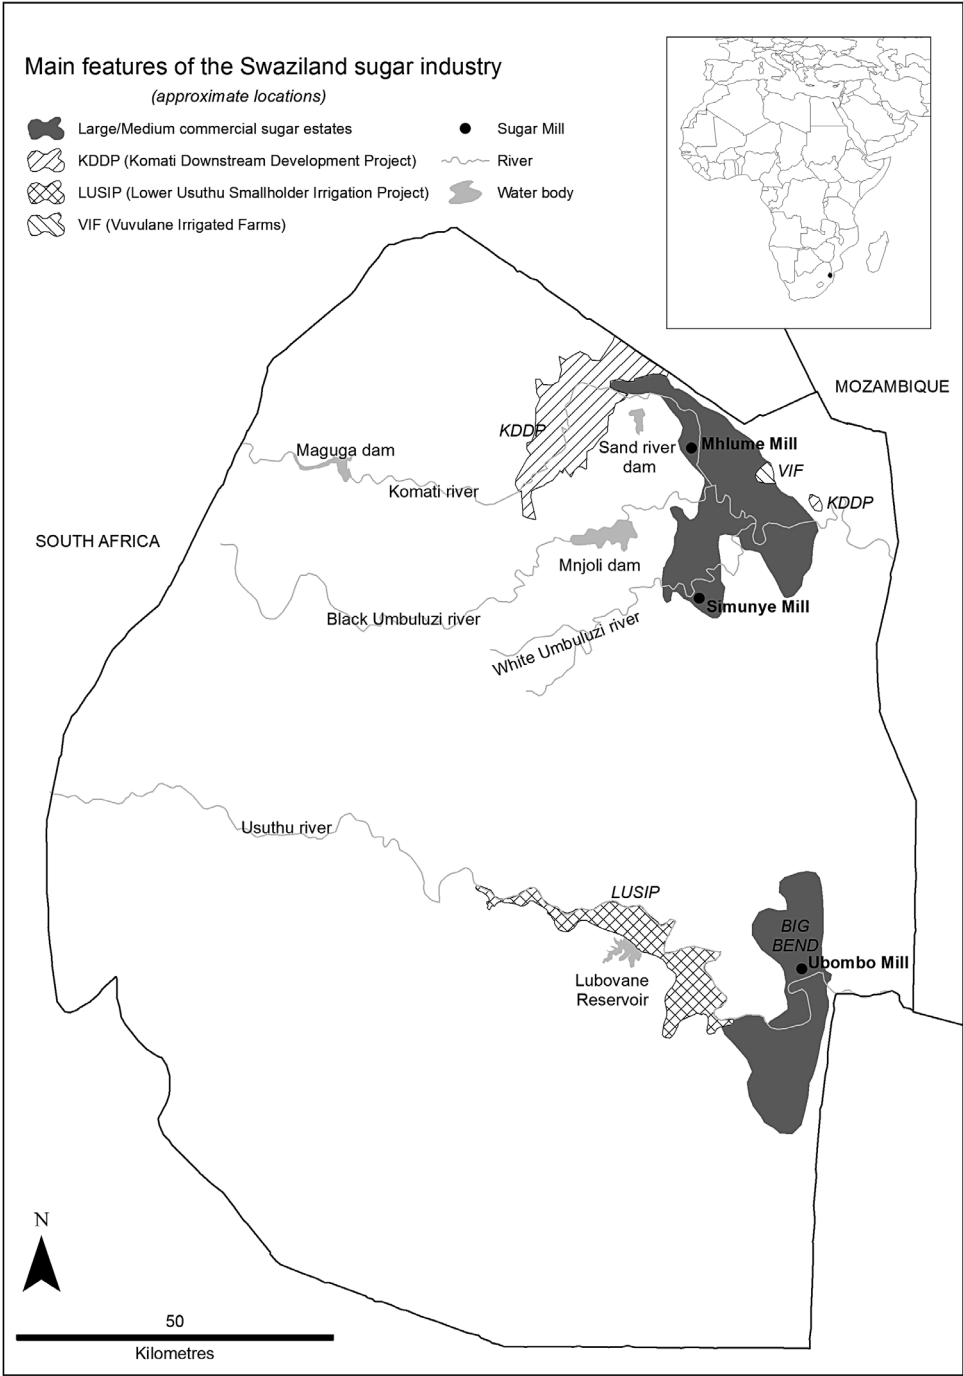 Main features of the Swaziland sugar industry
(approximate locations)
Large/Medium commercial sugar estates
Sugar Mill
KDDP (Komati Downstream Development Project)
River
LUSIP (Lower Usuthu Smallholder Irrigation Project)
Water body
VIF (Vuvulane Irrigated Farms)
MOZAMBIQUE
KDDP
Maguga dam
Sand river
dam
Mhlume Mill
VIF
Komati river
KDDP
SOUTH AFRICA
Mnjoli dam
Simunye Mill
Black Umbuluzi river
White Umbuluzi river
Usuthu river
LUSIP
BIG
BEND
Ubombo Mill
Lubovane
Reservoir
N
50
Kilometres